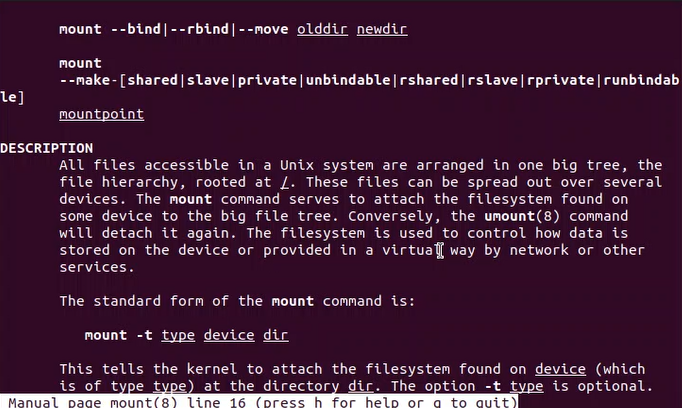 mount --bind|--rbind|--move olddir newdir
mount
--make-[shared|slave|private|unbindable|rshared|rslave|rprivate|runbindab
le]
mountpoint
DESCRIPTION
All files accessible in a Unix system are arranged in one big tree, the
file hierarchy, rooted at /. These files can be spread out over several
devices. The mount command serves to attach the filesystem found on
some device to the big file tree. Conversely, the umount(8) command
will detach it again. The filesystem is used to control how data is
stored on the device or provided in a virtual way by network or other
services.
The standard form of the mount command is:
mount -t type device dir
This tells the kernel to attach the filesystem found on device (which
is of type type) at the directory dir. The option -t type is optional.
Manual page mount(8) line 16 (press h for help or q to quit)